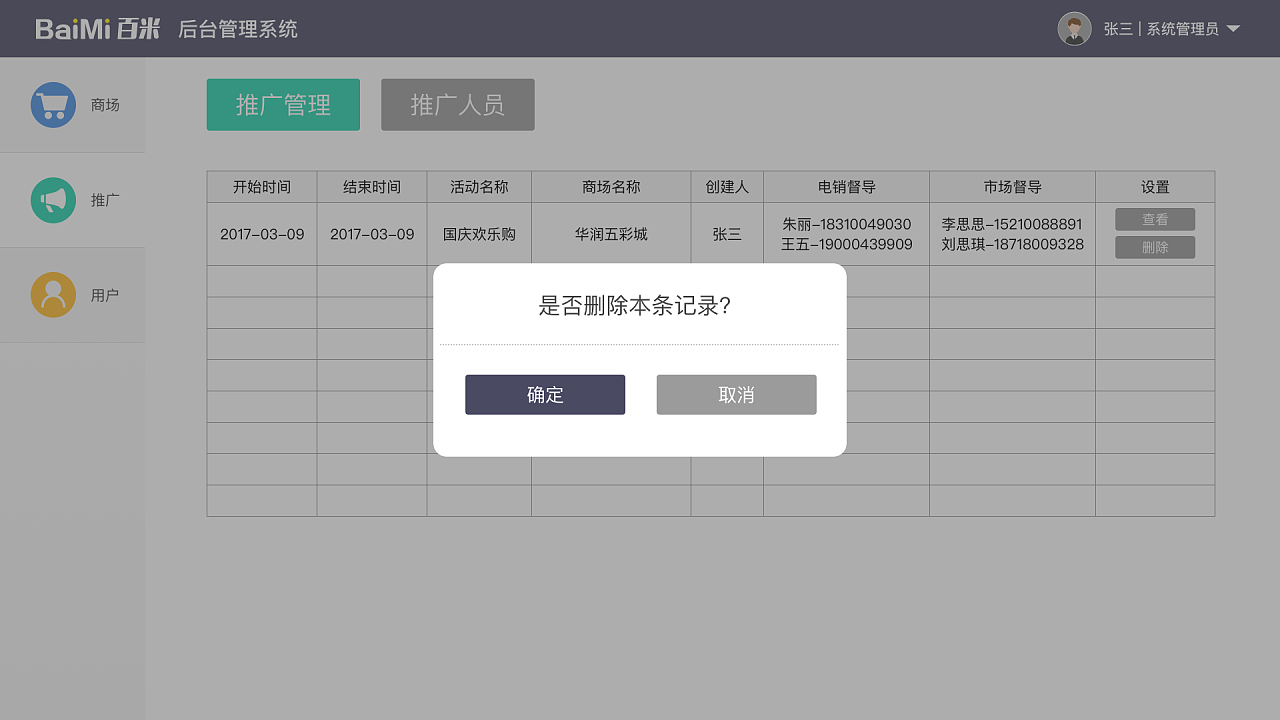 BaiMi 百米 后台管理系统
张三 | 系统管理员
商场
推广
用户
推广管理 推广人员
开始时间 结束时间 活动名称 商场名称 创建人 电销督导 市场督导 设置
2017-03-09 2017-03-09 国庆欢乐购 华润五彩城 张三
朱丽-18310049030
王五-19000439909
李思思-15210088891
刘思琪-18718009328
查看
删除
是否删除本条记录?
确定 取消